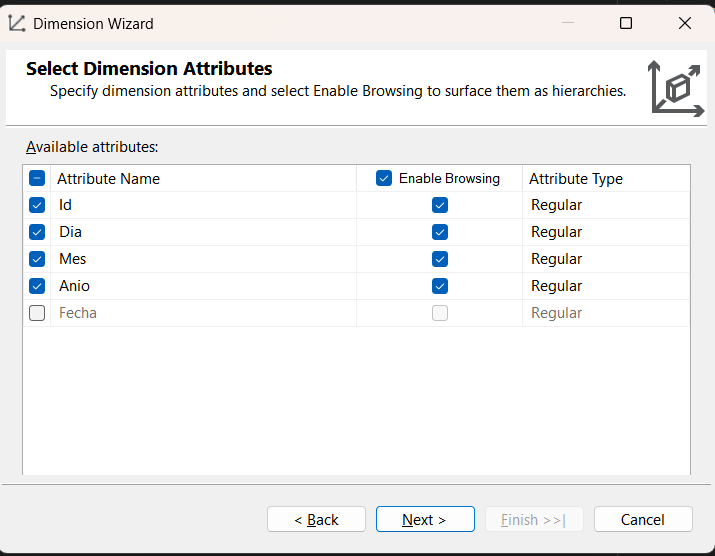 Dimension Wizard
Select Dimension Attributes
Specify dimension attributes and select Enable Browsing to surface them as hierarchies.
Available attributes:
Attribute Name Enable Browsing Attribute Type
Id Regular
Dia Regular
Mes Regular
Anio Regular
Fecha Regular
< Back Next > Finish >>| Cancel